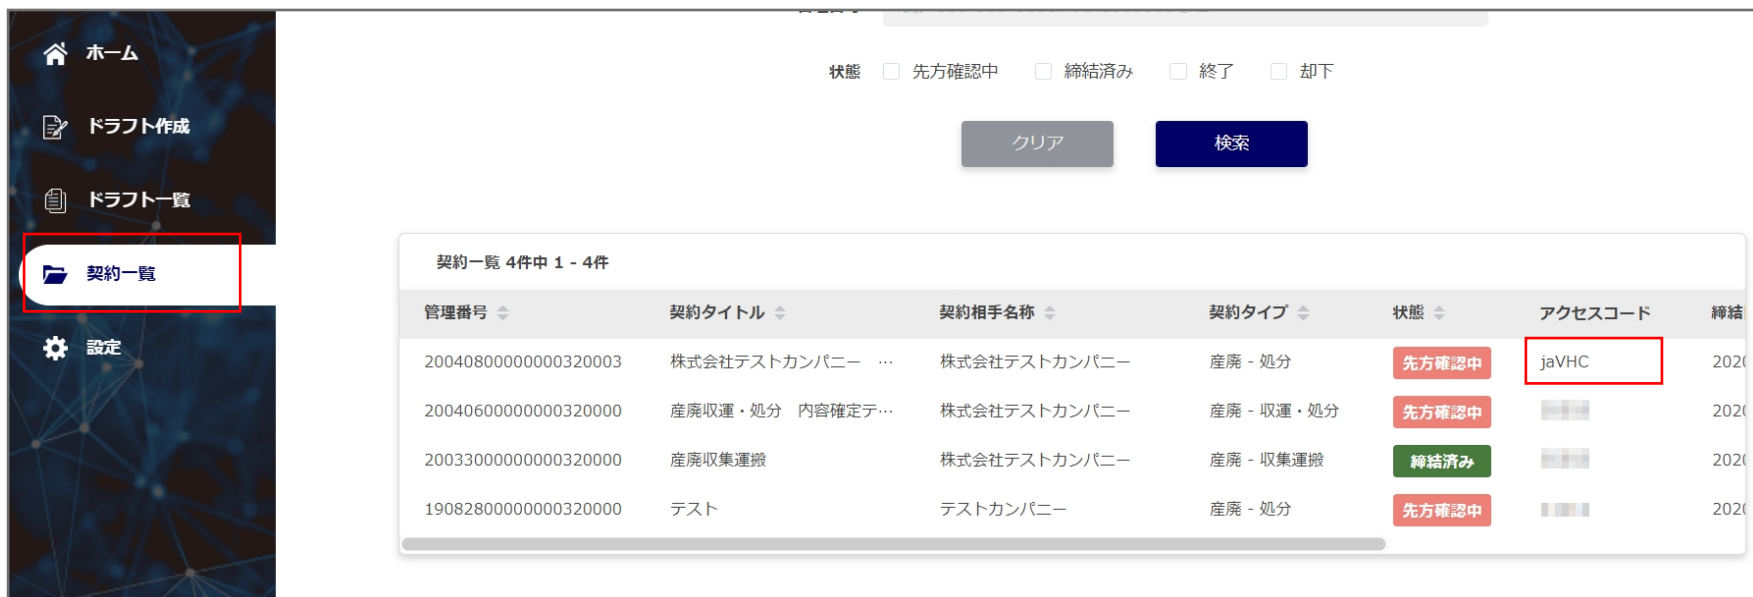 ホーム
ドラフト作成
ドラフト一覧
契約一覧
設定
状態 先方確認中 締結済み 終了 却下
クリア 検索
契約一覧 4件中 1 - 4件
管理番号 契約タイトル 契約相手名称 契約タイプ 状態 アクセスコード 締結
20040800000000320003 株式会社テストカンパニー … 株式会社テストカンパニー 産廃 - 処分 先方確認中 jaVHC 2020
20040600000000320000 産廃収運・処分 内容確定テ… 株式会社テストカンパニー 産廃 - 収運・処分 先方確認中 2020
20033000000000320000 産廃収集運搬 株式会社テストカンパニー 産廃 - 収集運搬 締結済み 2020
19082800000000320000 テスト テストカンパニー 産廃 - 処分 先方確認中 2020